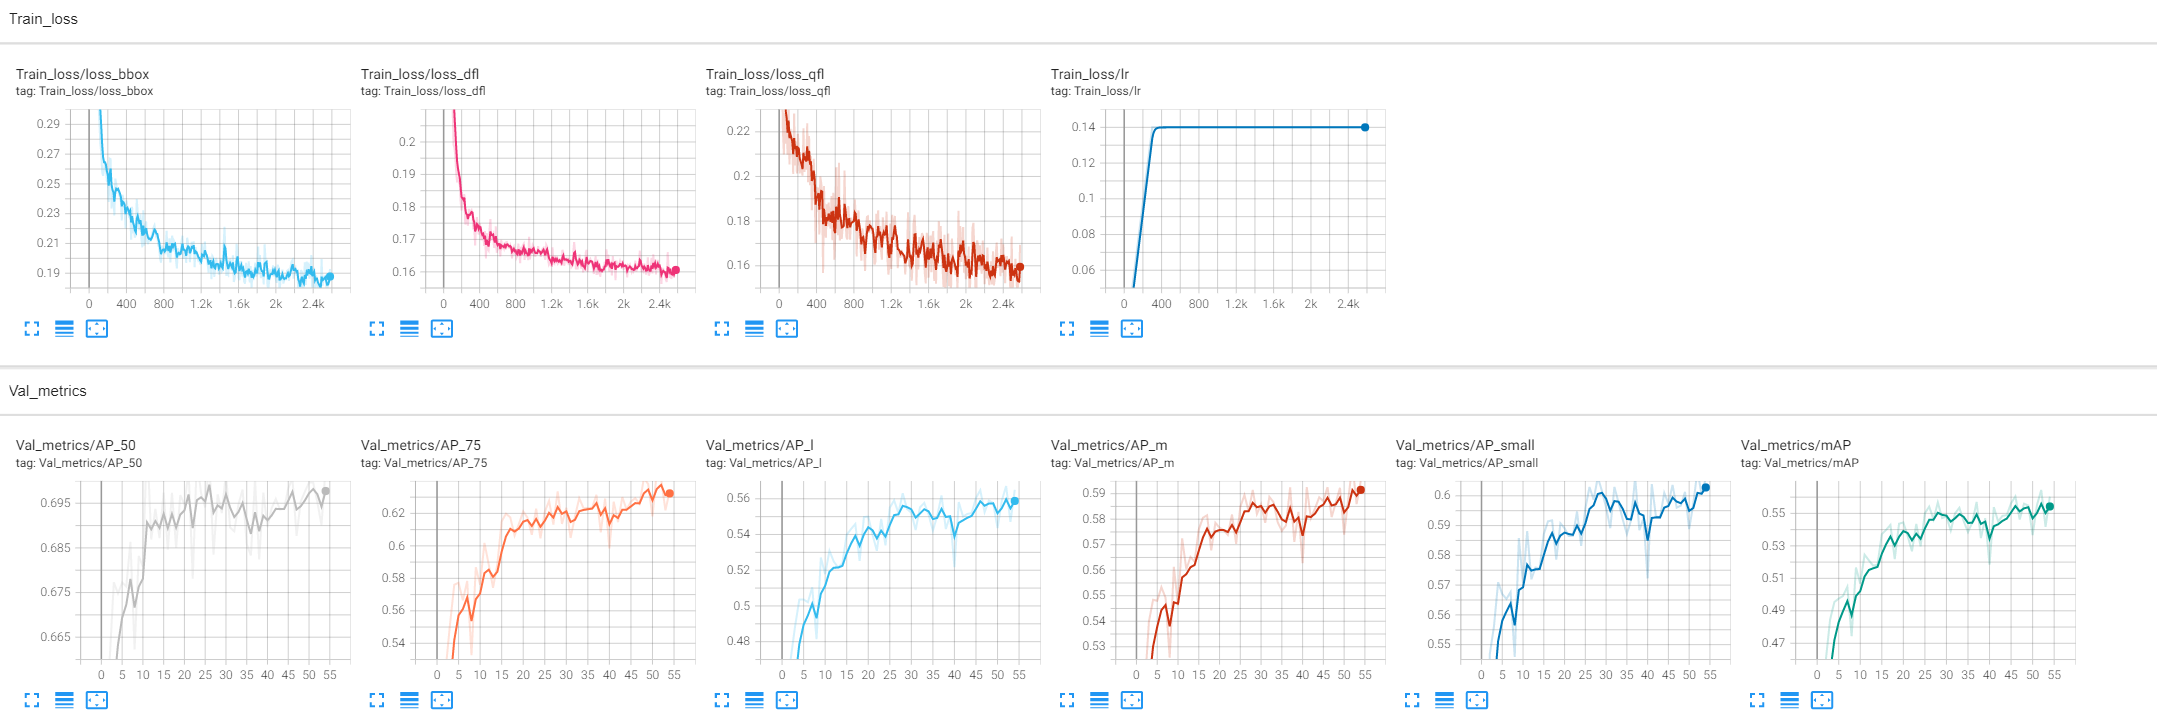 Train_loss
Train_loss/loss_bbox
tag: Train_loss/loss_bbox
0.29
0.27
0.25
0.23
0.21
0.19
0 400 800 1.2k 1.6k 2k 2.4k
Train_loss/loss_dfl
tag: Train_loss/loss_dfl
0.2
0.19
0.18
0.17
0.16
0 400 800 1.2k 1.6k 2k 2.4k
Train_loss/loss_qfl
tag: Train_loss/loss_qfl
0.22
0.2
0.18
0.16
0 400 800 1.2k 1.6k 2k 2.4k
Train_loss/lr
tag: Train_loss/lr
0.14
0.12
0.1
0.08
0.06
0 400 800 1.2k 1.6k 2k 2.4k
Val_metrics
Val_metrics/AP_50
tag: Val_metrics/AP_50
0.695
0.685
0.675
0.665
0 5 10 15 20 25 30 35 40 45 50 55
Val_metrics/AP_75
tag: Val_metrics/AP_75
0.62
0.6
0.58
0.56
0.54
0 5 10 15 20 25 30 35 40 45 50 55
Val_metrics/AP_l
tag: Val_metrics/AP_l
0.56
0.54
0.52
0.5
0.48
0 5 10 15 20 25 30 35 40 45 50 55
Val_metrics/AP_m
tag: Val_metrics/AP_m
0.59
0.58
0.57
0.56
0.55
0.54
0.53
0 5 10 15 20 25 30 35 40 45 50 55
Val_metrics/AP_small
tag: Val_metrics/AP_small
0.6
0.59
0.58
0.57
0.56
0.55
0 5 10 15 20 25 30 35 40 45 50 55
Val_metrics/mAP
tag: Val_metrics/mAP
0.55
0.53
0.51
0.49
0.47
0 5 10 15 20 25 30 35 40 45 50 55